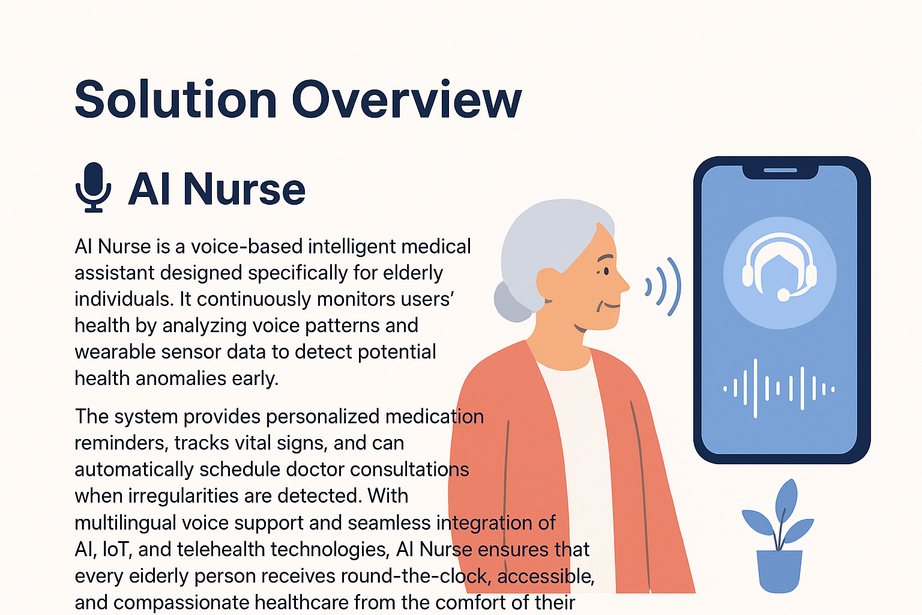 Solution Overview
AI Nurse
AI Nurse is a voice-based intelligent medical
assistant designed specifically for elderly
individuals. It continuously monitors users’
health by analyzing voice patterns and
wearable sensor data to detect potential
health anomalies early.
The system provides personalized medication
reminders, tracks vital signs, and can
automatically schedule doctor consultations
when irregularities are detected. With
multilingual voice support and seamless integration of
AI, IoT, and telehealth technologies, AI Nurse ensures that
every eiderly person receives round-the-clock, accessible,
and compassionate healthcare from the comfort of their